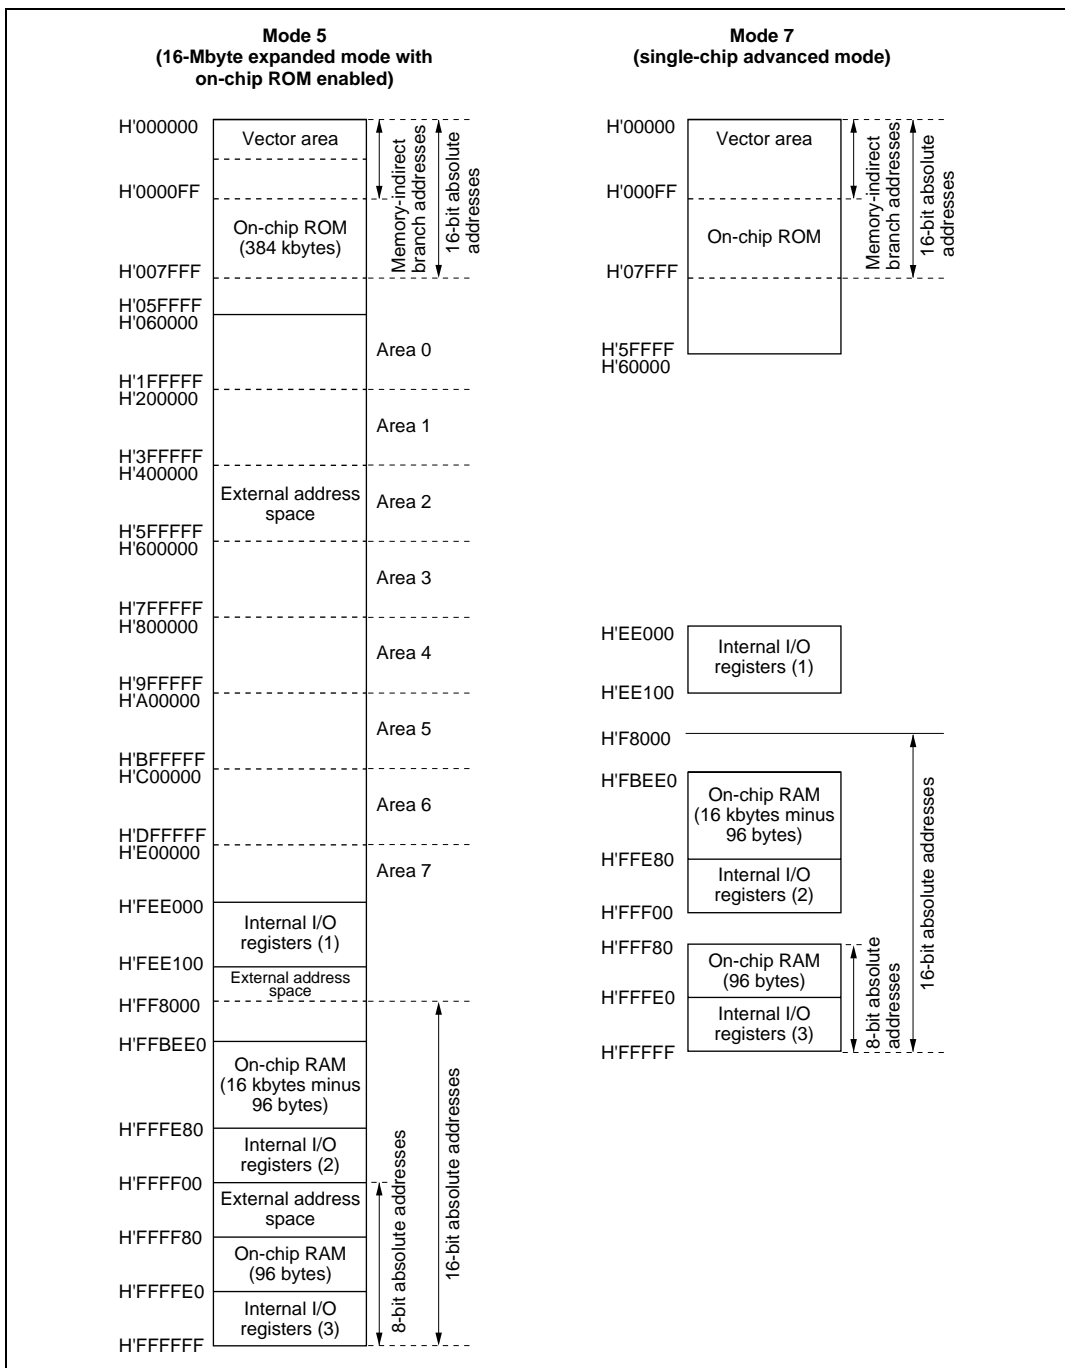 Mode 5
(16-Mbyte expanded mode with
on-chip ROM enabled)
H'000000
Vector area
H'0000FF
On-chip ROM
(384 kbytes)
H'007FFF
H'05FFFF
H'060000
Memory-indirect
branch addresses
16-bit absolute
addresses
Area 0
H'1FFFFF
H'200000
Area 1
H'3FFFFF
H'400000
External address
space
Area 2
H'5FFFFF
H'600000
Area 3
H'7FFFFF
H'800000
Area 4
H'9FFFFF
H'A00000
Area 5
H'BFFFFF
H'C00000
Area 6
H'DFFFFF
H'E00000
Area 7
H'FEE000
Internal I/O
registers (1)
H'FEE100
External address
space
H'FF8000
H'FFBEE0
On-chip RAM
(16 kbytes minus
96 bytes)
H'FFFE80
Internal I/O
registers (2)
H'FFFF00
External address
space
H'FFFF80
On-chip RAM
(96 bytes)
H'FFFFE0
Internal I/O
registers (3)
H'FFFFFF
8-bit absolute addresses
16-bit absolute addresses
Mode 7
(single-chip advanced mode)
H'00000
Vector area
H'000FF
On-chip ROM
H'07FFF
H'5FFFF
H'60000
Memory-indirect
branch addresses
16-bit absolute
addresses
H'EE000
Internal I/O
registers (1)
H'EE100
H'F8000
H'FBEE0
On-chip RAM
(16 kbytes minus
96 bytes)
H'FFE80
Internal I/O
registers (2)
H'FFF00
H'FFF80
On-chip RAM
(96 bytes)
H'FFFE0
Internal I/O
registers (3)
H'FFFFF
8-bit absolute
addresses
16-bit absolute addresses